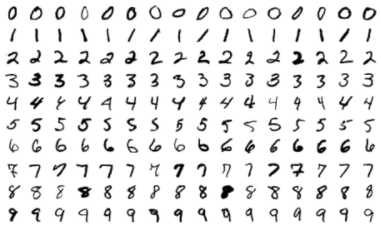 0 0 0 0 0 0 0 0 0 0 0 0 0 0 0 0
1 1 1 1 1 1 1 1 1 1 1 1 1 1 1 1
2 2 2 2 2 2 2 2 2 2 2 2 2 2 2 2
3 3 3 3 3 3 3 3 3 3 3 3 3 3 3 3
4 4 4 4 4 4 4 4 4 4 4 4 4 4 4 4
5 5 5 5 5 5 5 5 5 5 5 5 5 5 5 5
6 6 6 6 6 6 6 6 6 6 6 6 6 6 6 6
7 7 7 7 7 7 7 7 7 7 7 7 7 7 7 7
8 8 8 8 8 8 8 8 8 8 8 8 8 8 8 8
9 9 9 9 9 9 9 9 9 9 9 9 9 9 9 9